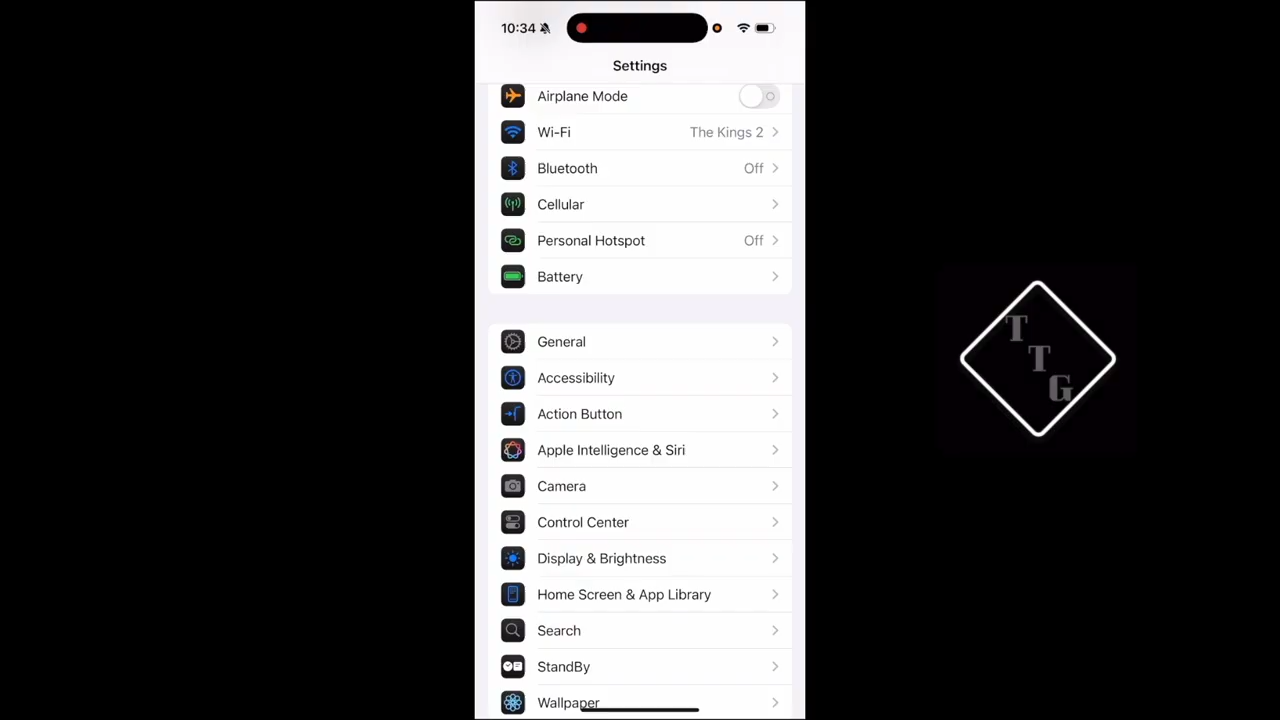 10:34
Settings
Airplane Mode
Wi-Fi The Kings 2
Bluetooth Off
Cellular
Personal Hotspot Off
Battery
General
Accessibility
Action Button
Apple Intelligence & Siri
Camera
Control Center
Display & Brightness
Home Screen & App Library
Search
StandBy
Wallpaper
T
T
G